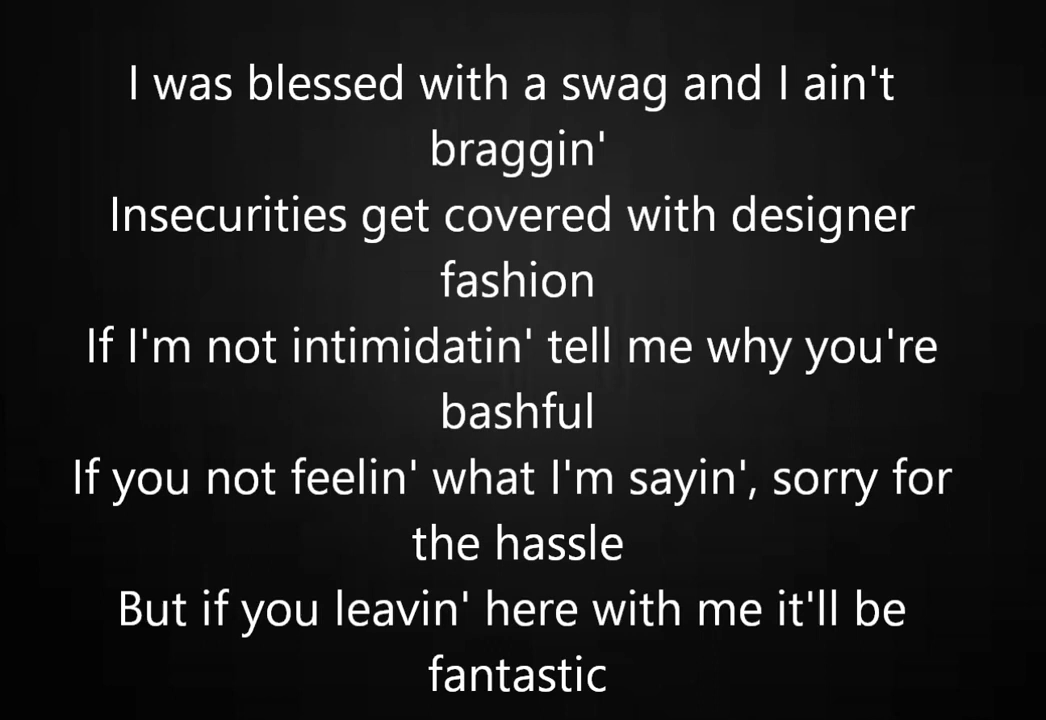 I was blessed with a swag and I ain't
braggin'
Insecurities get covered with designer
fashion
If I'm not intimidatin' tell me why you're
bashful
If you not feelin' what I'm sayin', sorry for
the hassle
But if you leavin' here with me it'll be
fantastic